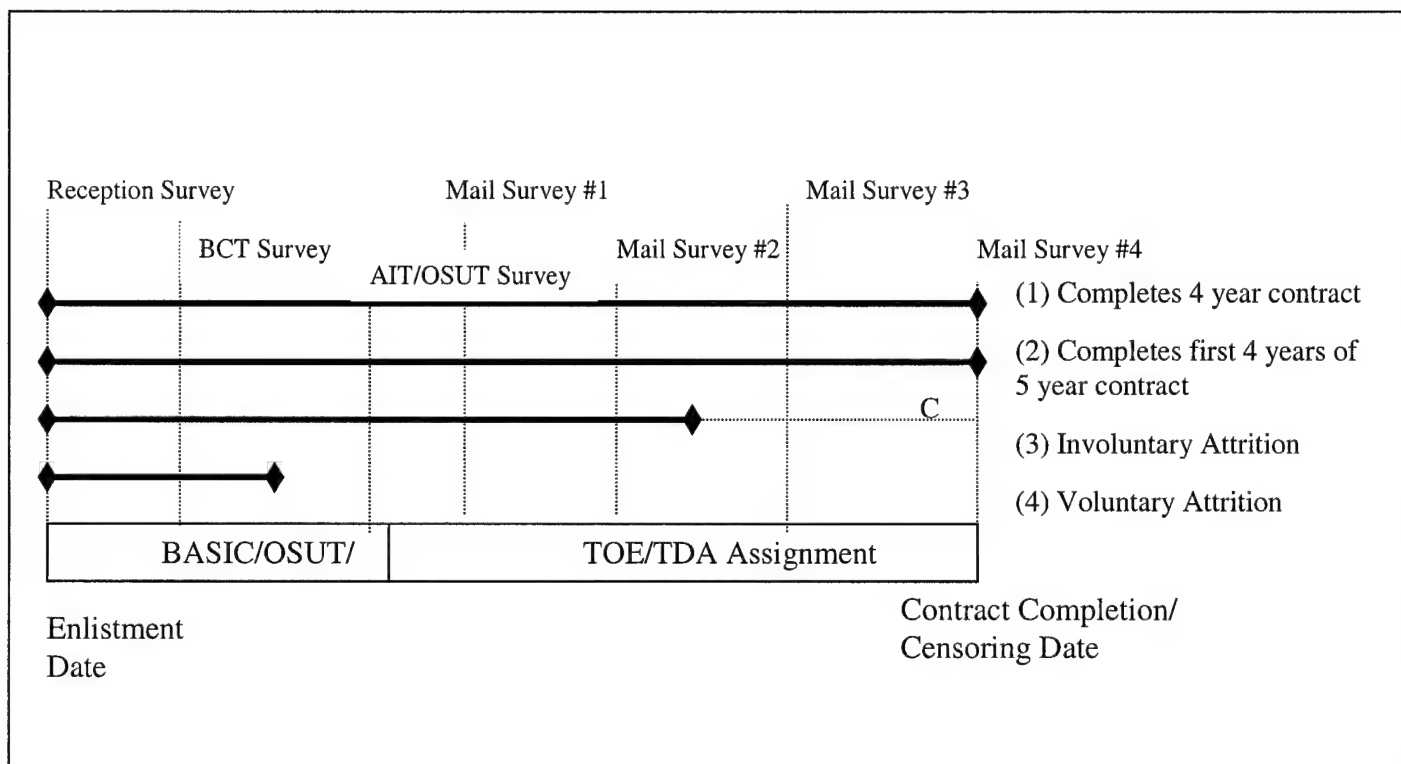 Reception Survey
Mail Survey #1
Mail Survey #3
BCT Survey
Mail Survey #2
Mail Survey #4
AIT/OSUT Survey
(1) Completes 4 year contract
(2) Completes first 4 years of
5 year contract
C
(3) Involuntary Attrition
(4) Voluntary Attrition
BASIC/OSUT/
TOE/TDA Assignment
Enlistment
Date
Contract Completion/
Censoring Date